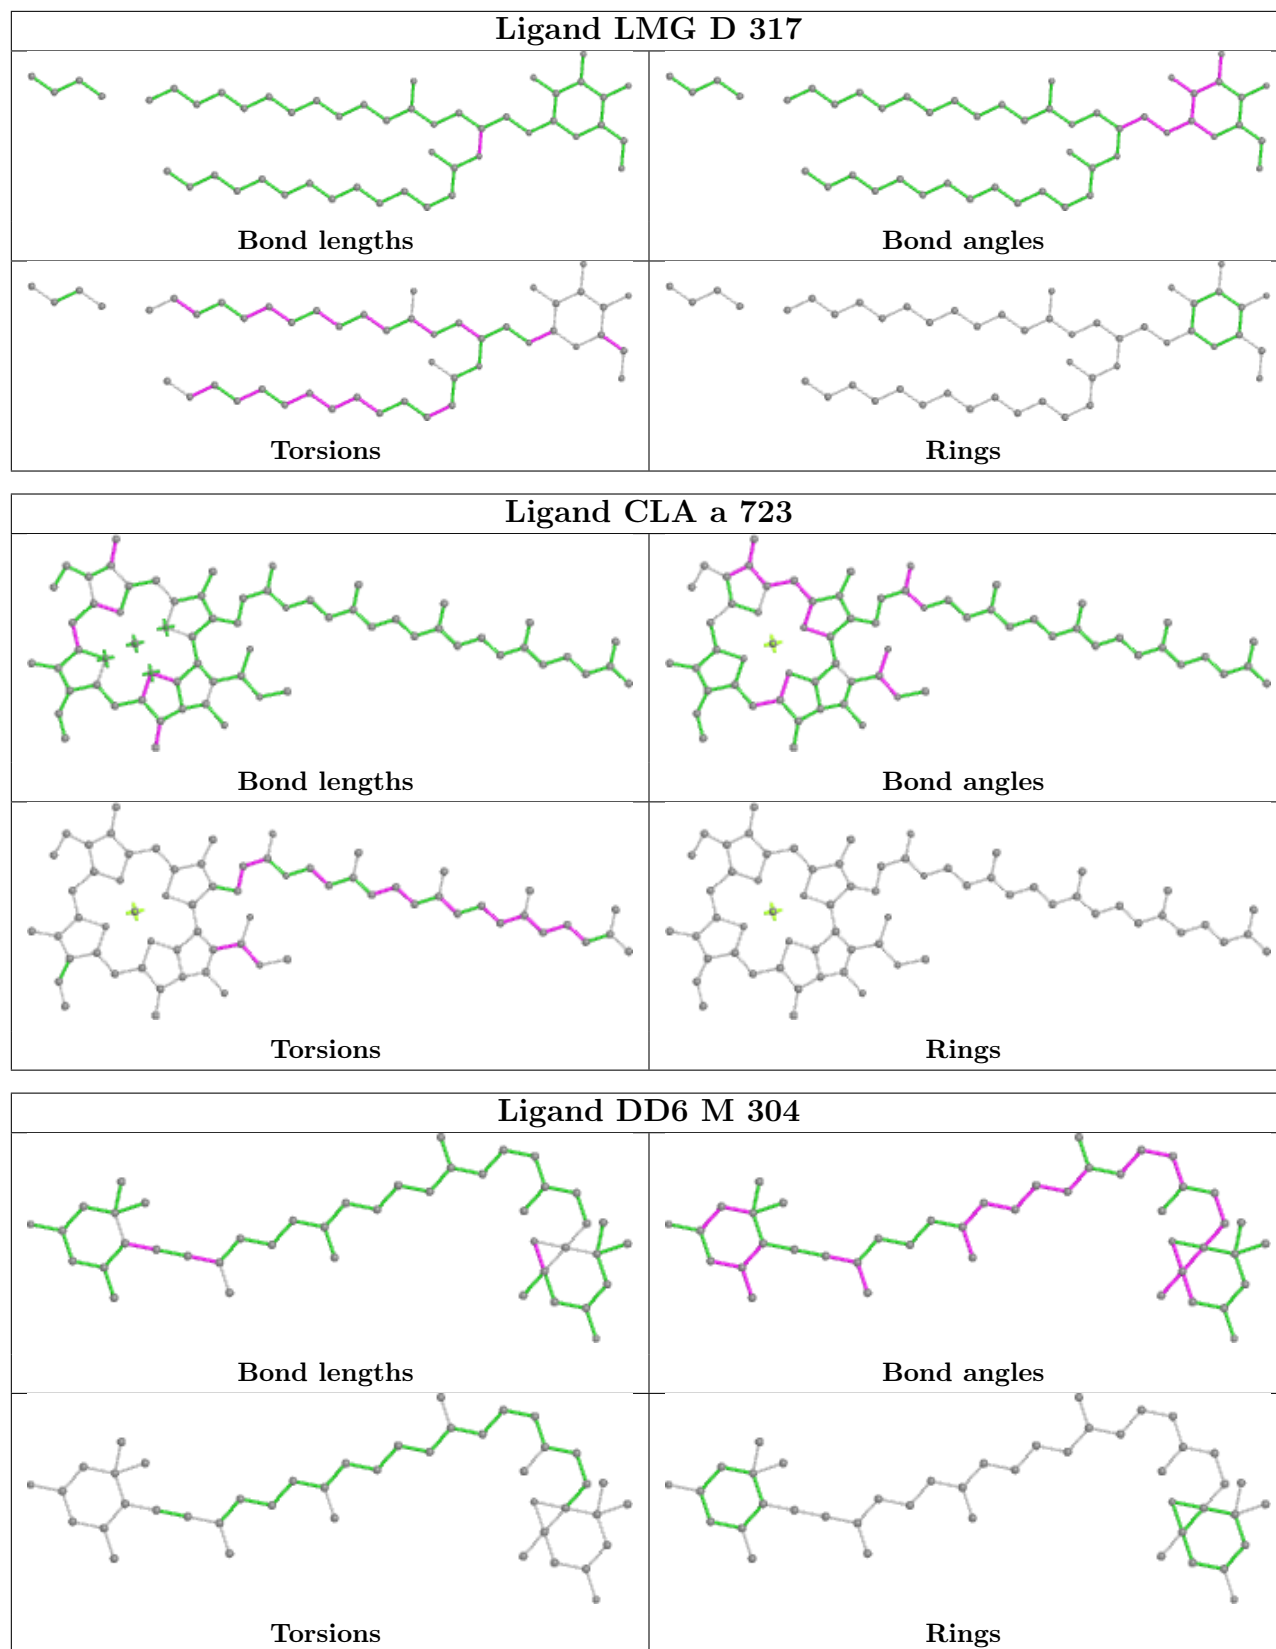 Ligand LMG D 317
Bond lengths
Bond angles
Torsions
Rings
Ligand CLA a 723
Bond lengths
Bond angles
Torsions
Rings
Ligand DD6 M 304
Bond lengths
Bond angles
Torsions
Rings